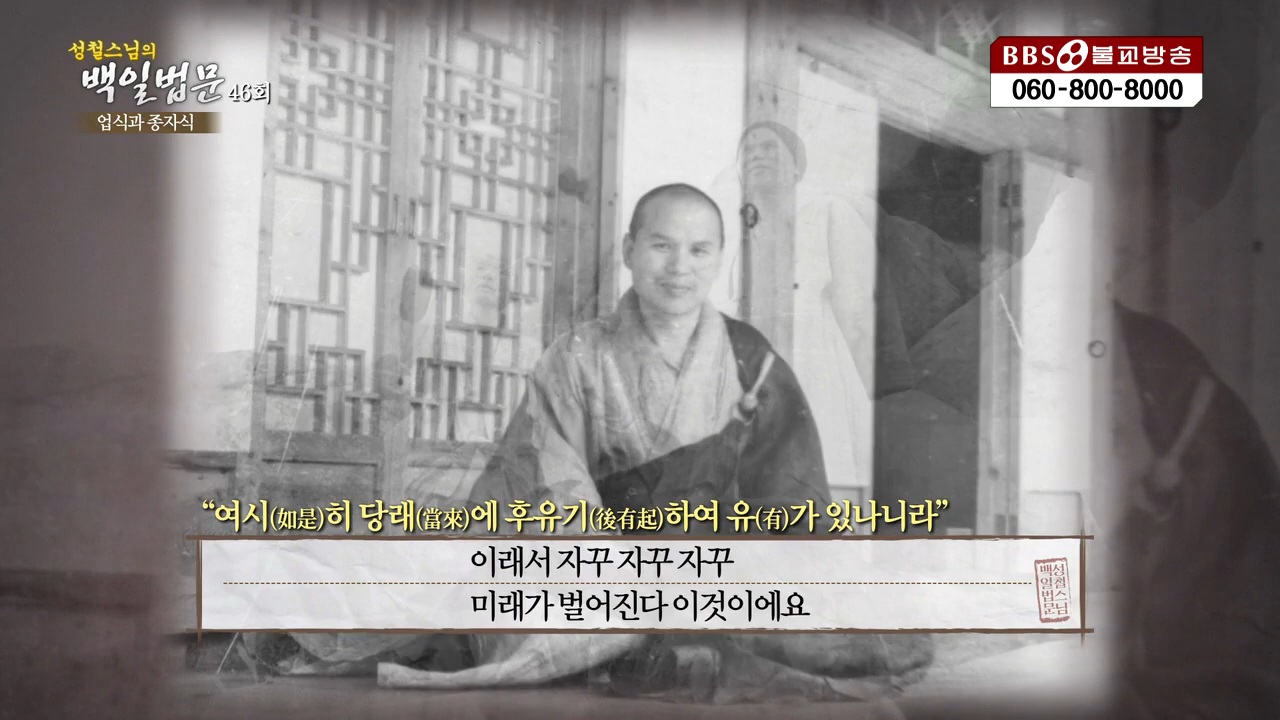 성철스님의
백일법문 46회
업식과 종자식
BBS 불교방송
060-800-8000
“여시(如是)히 당래(當來)에 후유기(後有起)하여 유(有)가 있나니라”
이래서 자꾸 자꾸 자꾸
미래가 벌어진다 이것이에요
성철스님
백일법문